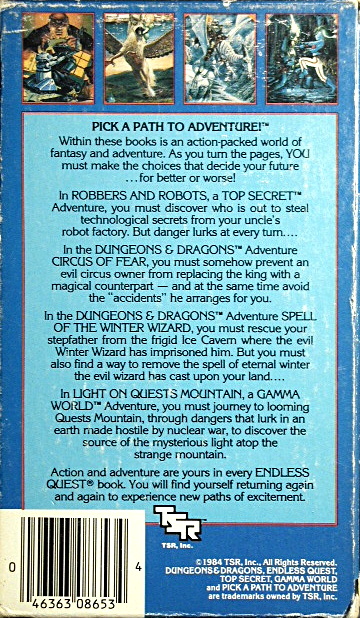 PICK A PATH TO ADVENTURE!™
Within these books is an action-packed world of
fantasy and adventure. As you turn the pages, YOU
must make the choices that decide your future
...for better or worse!
In ROBBERS AND ROBOTS, a TOP SECRET™
Adventure, you must discover who is out to steal
technological secrets from your uncle's
robot factory. But danger lurks at every turn....
In the DUNGEONS & DRAGONS™ Adventure
CIRCUS OF FEAR, you must somehow prevent an
evil circus owner from replacing the king with a
magical counterpart — and at the same time avoid
the "accidents" he arranges for you.
In the DUNGEONS & DRAGONS™ Adventure SPELL
OF THE WINTER WIZARD, you must rescue your
stepfather from the frigid Ice Cavern where the evil
Winter Wizard has imprisoned him. But you must
also find a way to remove the spell of eternal winter
the evil wizard has cast upon your land....
In LIGHT ON QUESTS MOUNTAIN, a GAMMA
WORLD™ Adventure, you must journey to looming
Quests Mountain, through dangers that lurk in an
earth made hostile by nuclear war, to discover the
source of the mysterious light atop the
strange mountain.
Action and adventure are yours in every ENDLESS
QUEST® book. You will find yourself returning again
and again to experience new paths of excitement.
TSR
TSR, Inc.
©1984 TSR, Inc., All Rights Reserved.
DUNGEONS & DRAGONS, ENDLESS QUEST,
TOP SECRET, GAMMA WORLD
and PICK A PATH TO ADVENTURE
are trademarks owned by TSR, Inc.
0 46363 08653 4